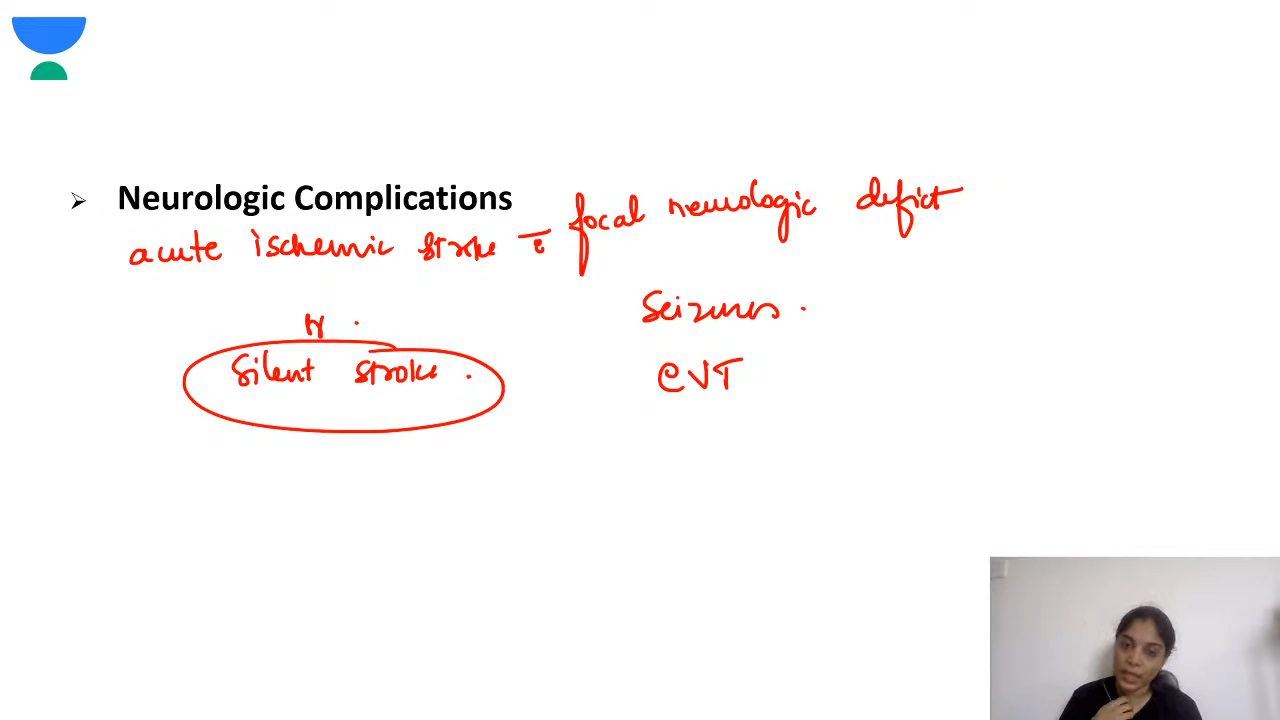 Neurologic Complications
acute ischemic stroke c̄ focal neurologic deficit
Seizures.
Silent stroke.
CVT